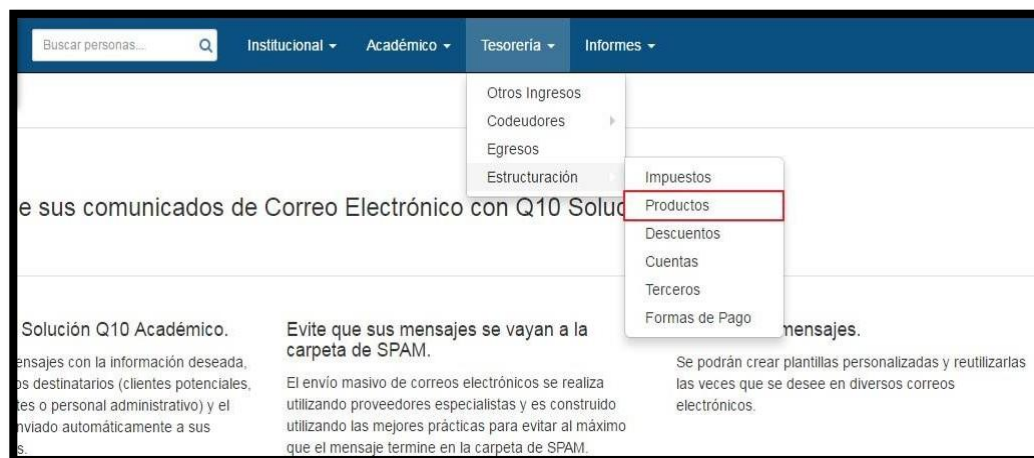 Buscar personas...
Institucional
Académico
Tesorería
Informes
Otros Ingresos
Codeudores
Egresos
Estructuración
Impuestos
Productos
Descuentos
Cuentas
Terceros
Formas de Pago
e sus comunicados de Correo Electrónico con Q10 Soluc
Solución Q10 Académico.
ensajes con la información deseada,
os destinatarios (clientes potenciales,
tes o personal administrativo) y el
nviado automáticamente a sus
s.
Evite que sus mensajes se vayan a la
carpeta de SPAM.
El envío masivo de correos electrónicos se realiza
utilizando proveedores especialistas y es construido
utilizando las mejores prácticas para evitar al máximo
que el mensaje termine en la carpeta de SPAM.
mensajes.
Se podrán crear plantillas personalizadas y reutilizarlas
las veces que se desee en diversos correos
electrónicos.